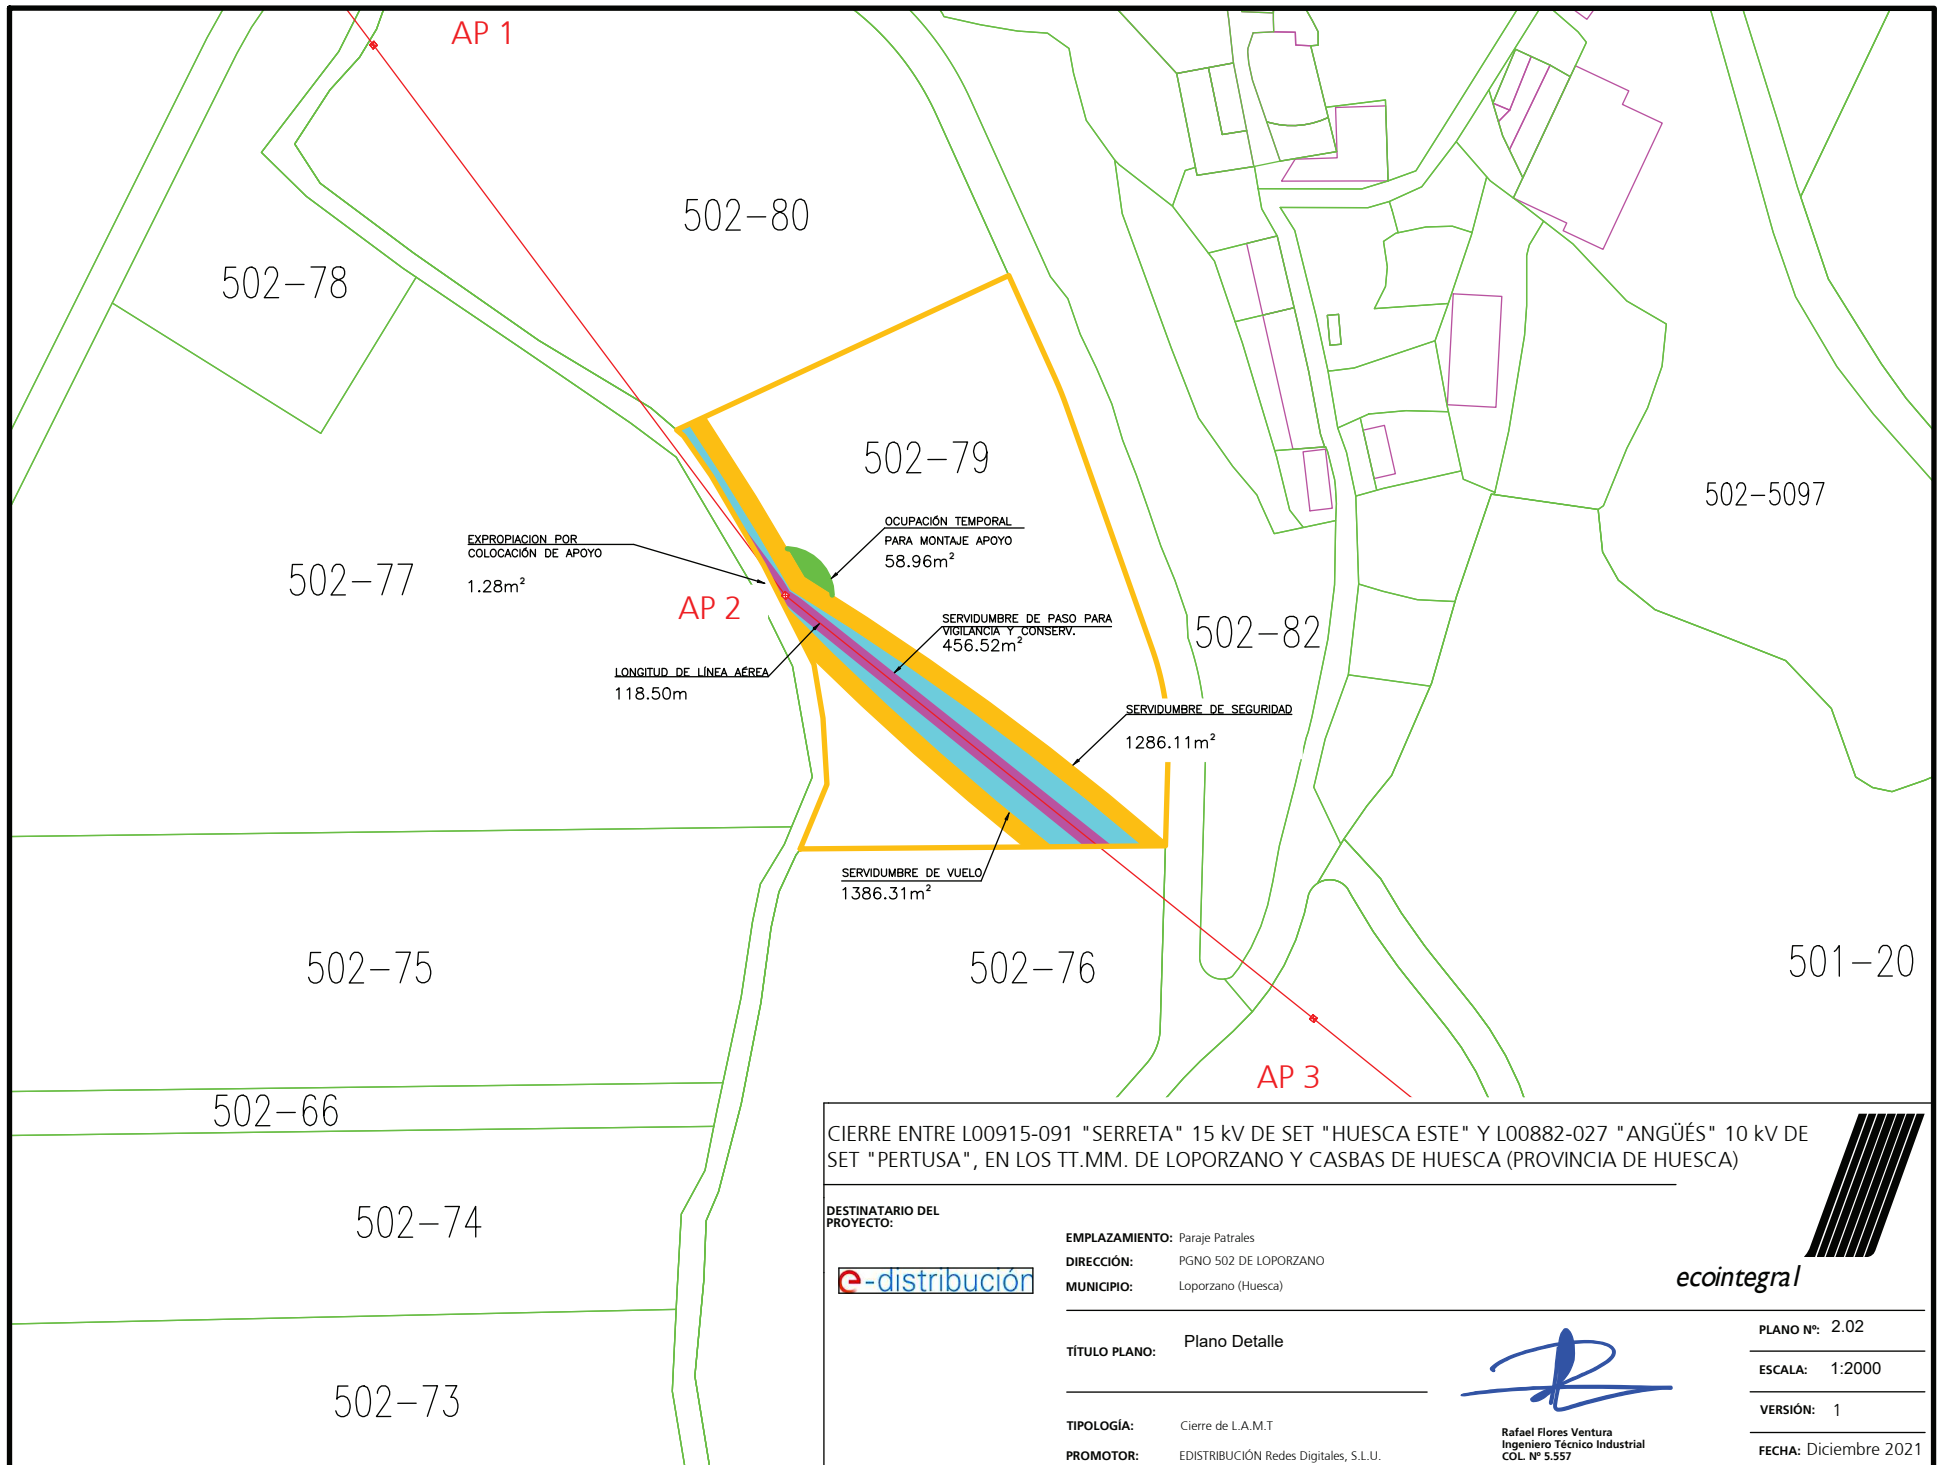 AP 1
502-80
502-78
502-79
502-5097
EXPROPIACION POR
COLOCACIÓN DE APOYO
1.28m²
OCUPACIÓN TEMPORAL
PARA MONTAJE APOYO
58.96m²
502-77
AP 2
SERVIDUMBRE DE PASO PARA
VIGILANCIA Y CONSERV.
456.52m²
502-82
LONGITUD DE LÍNEA AÉREA
118.50m
SERVIDUMBRE DE SEGURIDAD
1286.11m²
SERVIDUMBRE DE VUELO
1386.31m²
502-75
502-76
501-20
AP 3
502-66
502-74
502-73
CIERRE ENTRE L00915-091 "SERRETA" 15 kV DE SET "HUESCA ESTE" Y L00882-027 "ANGÜÉS" 10 kV DE
SET "PERTUSA", EN LOS TT.MM. DE LOPORZANO Y CASBAS DE HUESCA (PROVINCIA DE HUESCA)
DESTINATARIO DEL
PROYECTO:
e-distribución
EMPLAZAMIENTO: Paraje Patrales
DIRECCIÓN: PGNO 502 DE LOPORZANO
MUNICIPIO: Loporzano (Huesca)
ecointegral
TÍTULO PLANO: Plano Detalle
PLANO Nº: 2.02
ESCALA: 1:2000
VERSIÓN: 1
FECHA: Diciembre 2021
TIPOLOGÍA: Cierre de L.A.M.T
PROMOTOR: EDISTRIBUCIÓN Redes Digitales, S.L.U.
Rafael Flores Ventura
Ingeniero Técnico Industrial
COL. Nº 5.557